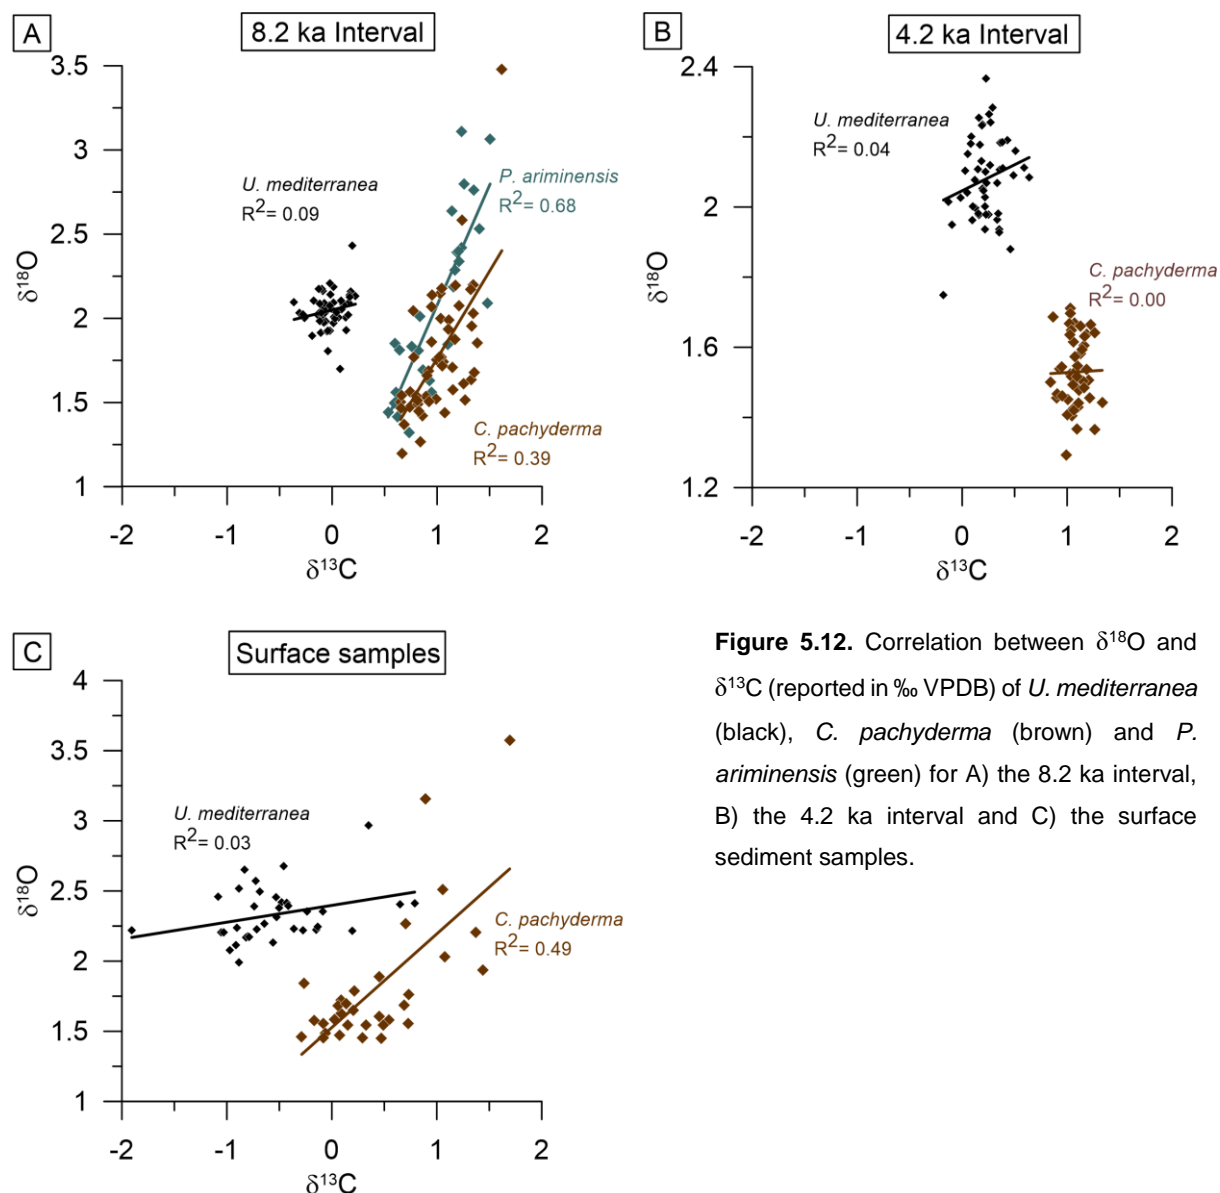 A
8.2 ka Interval
3.5
3
2.5
2
1.5
1
δ18O
U. mediterranea
R2= 0.09
P. ariminensis
R2= 0.68
C. pachyderma
R2= 0.39
-2 -1 0 1 2
δ13C
B
4.2 ka Interval
2.4
2
1.6
1.2
δ18O
U. mediterranea
R2= 0.04
C. pachyderma
R2= 0.00
-2 -1 0 1 2
δ13C
C
Surface samples
4
3.5
3
2.5
2
1.5
1
δ18O
U. mediterranea
R2= 0.03
C. pachyderma
R2= 0.49
-2 -1 0 1 2
δ13C
Figure 5.12. Correlation between δ18O and
δ13C (reported in ‰ VPDB) of U. mediterranea
(black), C. pachyderma (brown) and P.
ariminensis (green) for A) the 8.2 ka interval,
B) the 4.2 ka interval and C) the surface
sediment samples.